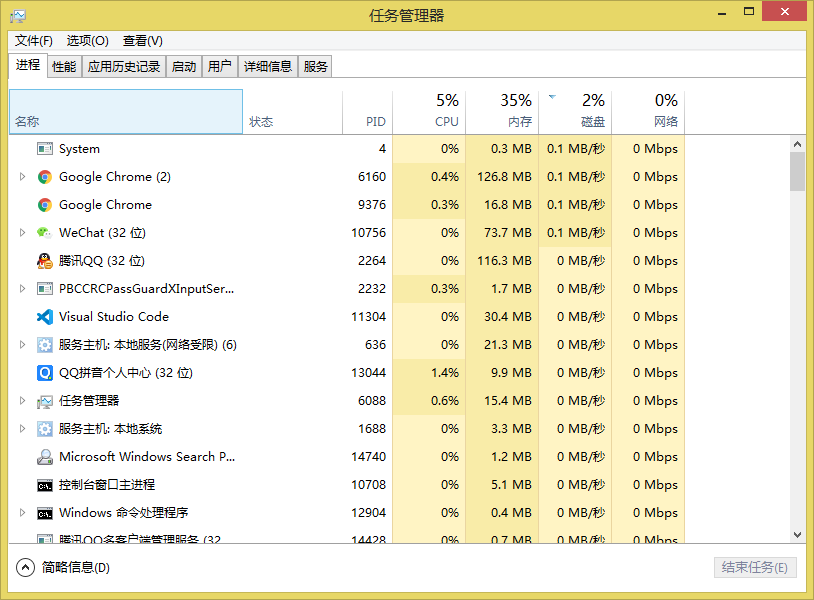 任务管理器
文件(F) 选项(O) 查看(V)
进程 性能 应用历史记录 启动 用户 详细信息 服务
5% 35% 2% 0%
名称 状态 PID CPU 内存 磁盘 网络
System 4 0% 0.3 MB 0.1 MB/秒 0 Mbps
Google Chrome (2) 6160 0.4% 126.8 MB 0.1 MB/秒 0 Mbps
Google Chrome 9376 0.3% 16.8 MB 0.1 MB/秒 0 Mbps
WeChat (32 位) 10756 0% 73.7 MB 0.1 MB/秒 0 Mbps
腾讯QQ (32 位) 2264 0% 116.3 MB 0 MB/秒 0 Mbps
PBCCRCPassGuardXInputSer... 2232 0.3% 1.7 MB 0 MB/秒 0 Mbps
Visual Studio Code 11304 0% 30.4 MB 0 MB/秒 0 Mbps
服务主机: 本地服务(网络受限) (6) 636 0% 21.3 MB 0 MB/秒 0 Mbps
QQ拼音个人中心 (32 位) 13044 1.4% 9.9 MB 0 MB/秒 0 Mbps
任务管理器 6088 0.6% 15.4 MB 0 MB/秒 0 Mbps
服务主机: 本地系统 1688 0% 3.3 MB 0 MB/秒 0 Mbps
Microsoft Windows Search P... 14740 0% 1.2 MB 0 MB/秒 0 Mbps
控制台窗口主进程 10708 0% 5.1 MB 0 MB/秒 0 Mbps
Windows 命令处理程序 12904 0% 0.4 MB 0 MB/秒 0 Mbps
腾讯QQ多客户端管理服务 (32 14428 0% 0.7 MB 0 MB/秒 0 Mbps
简略信息(D) 结束任务(E)